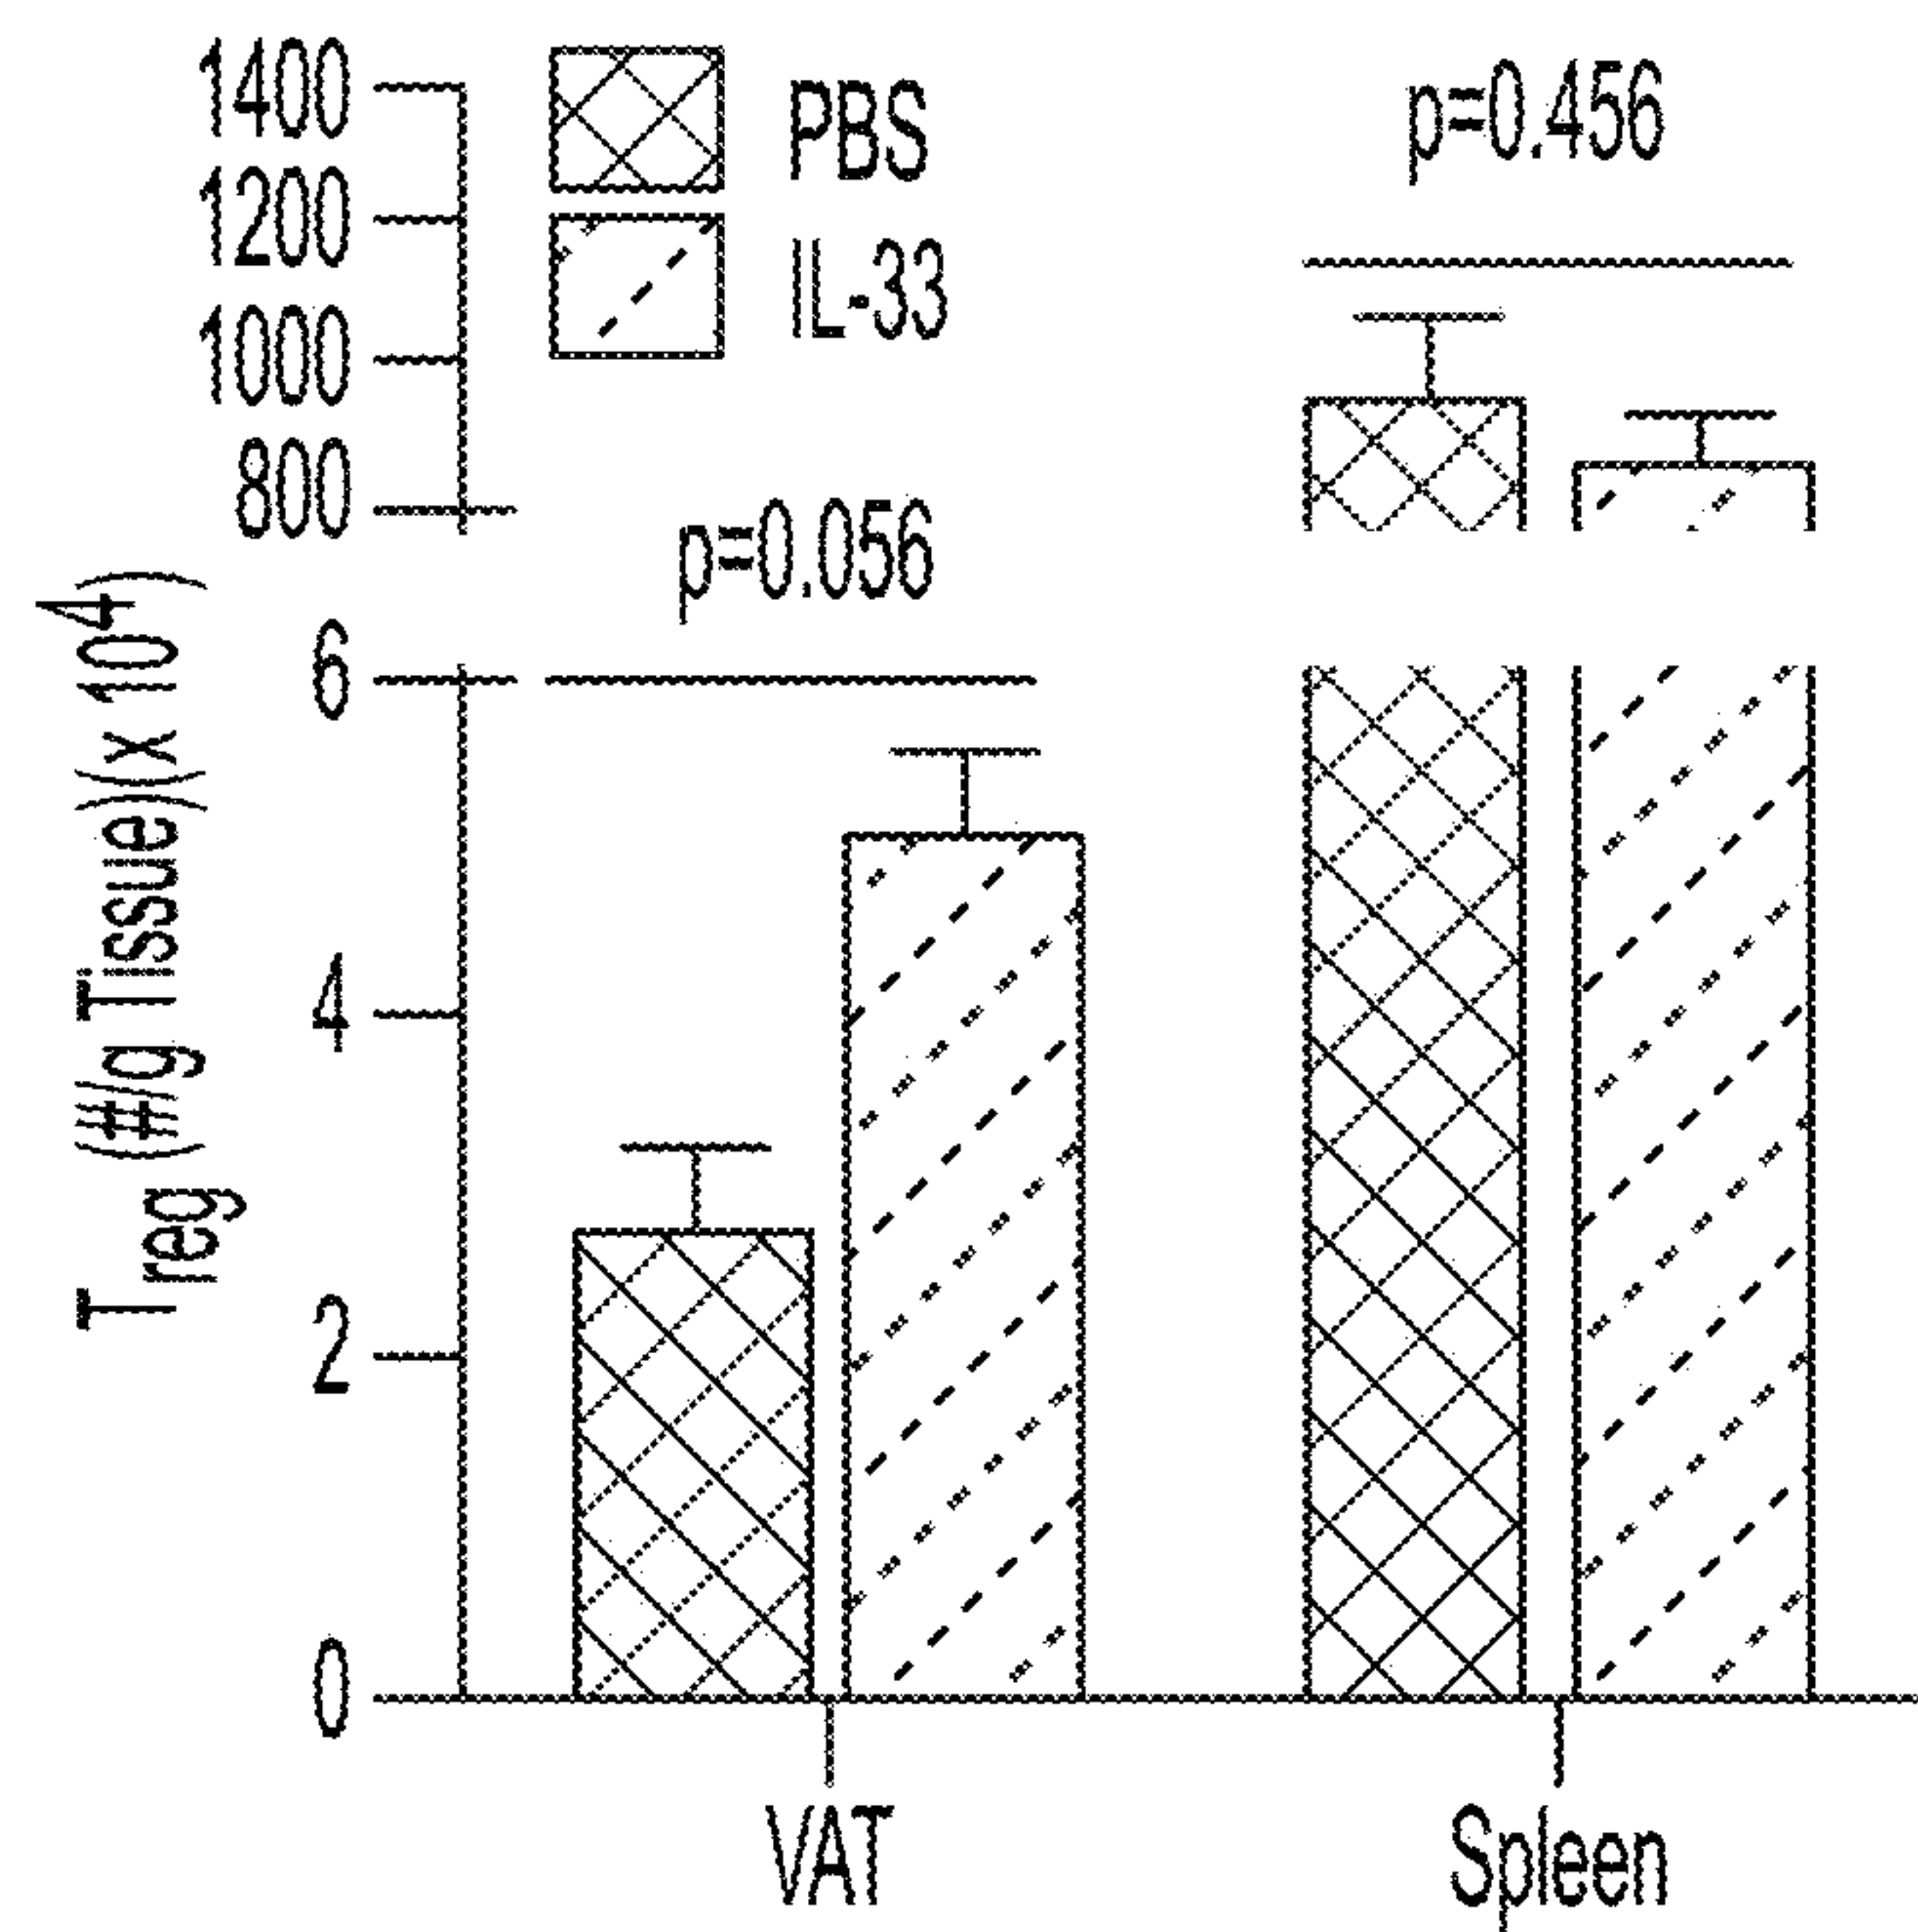 1400
1200
1000
800
6
4
2
0
Treg (#/g Tissue)(x 10⁴)
PBS
IL-33
p=0.056
p=0.456
VAT
Spleen